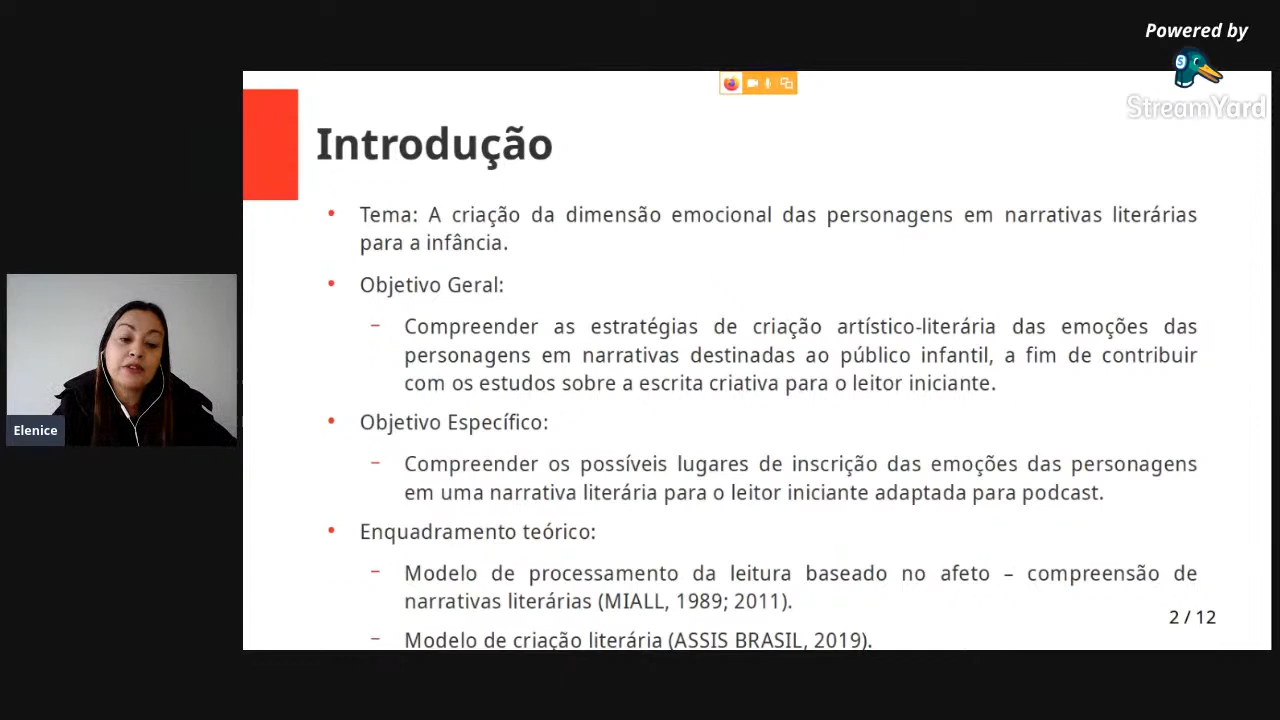 Powered by
StreamYard
Introdução
• Tema: A criação da dimensão emocional das personagens em narrativas literárias
para a infância.
• Objetivo Geral:
– Compreender as estratégias de criação artístico-literária das emoções das
personagens em narrativas destinadas ao público infantil, a fim de contribuir
com os estudos sobre a escrita criativa para o leitor iniciante.
• Objetivo Específico:
– Compreender os possíveis lugares de inscrição das emoções das personagens
em uma narrativa literária para o leitor iniciante adaptada para podcast.
• Enquadramento teórico:
– Modelo de processamento da leitura baseado no afeto – compreensão de
narrativas literárias (MIALL, 1989; 2011).
– Modelo de criação literária (ASSIS BRASIL, 2019).
2 / 12
Elenice